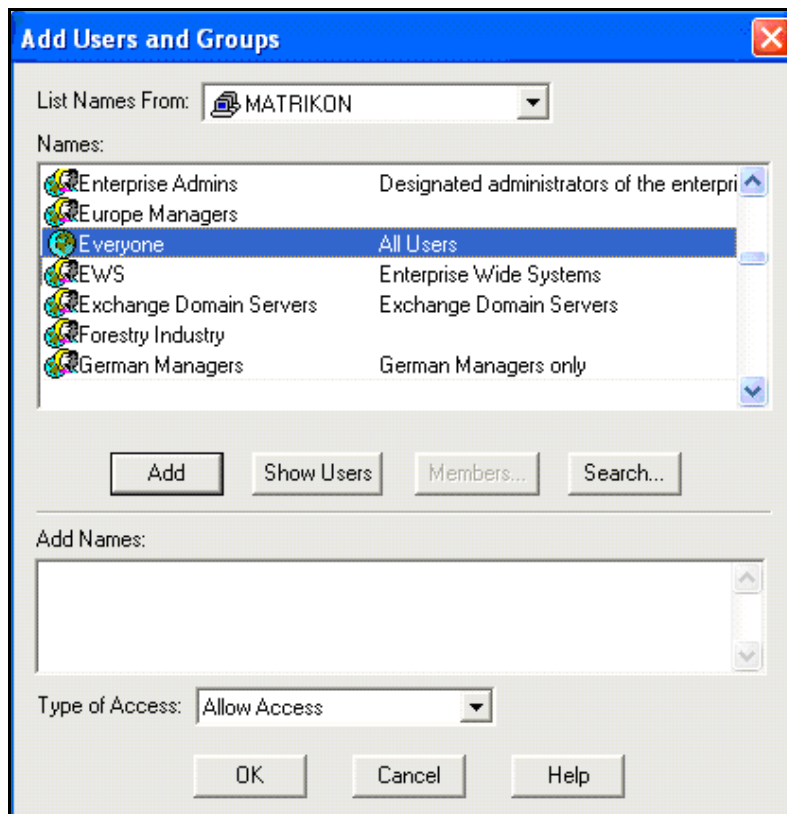 Add Users and Groups
List Names From: MATRIKON
Names:
Enterprise Admins Designated administrators of the enterpri
Europe Managers
Everyone All Users
EWS Enterprise Wide Systems
Exchange Domain Servers Exchange Domain Servers
Forestry Industry
German Managers German Managers only
Add Show Users Members... Search...
Add Names:
Type of Access: Allow Access
OK Cancel Help